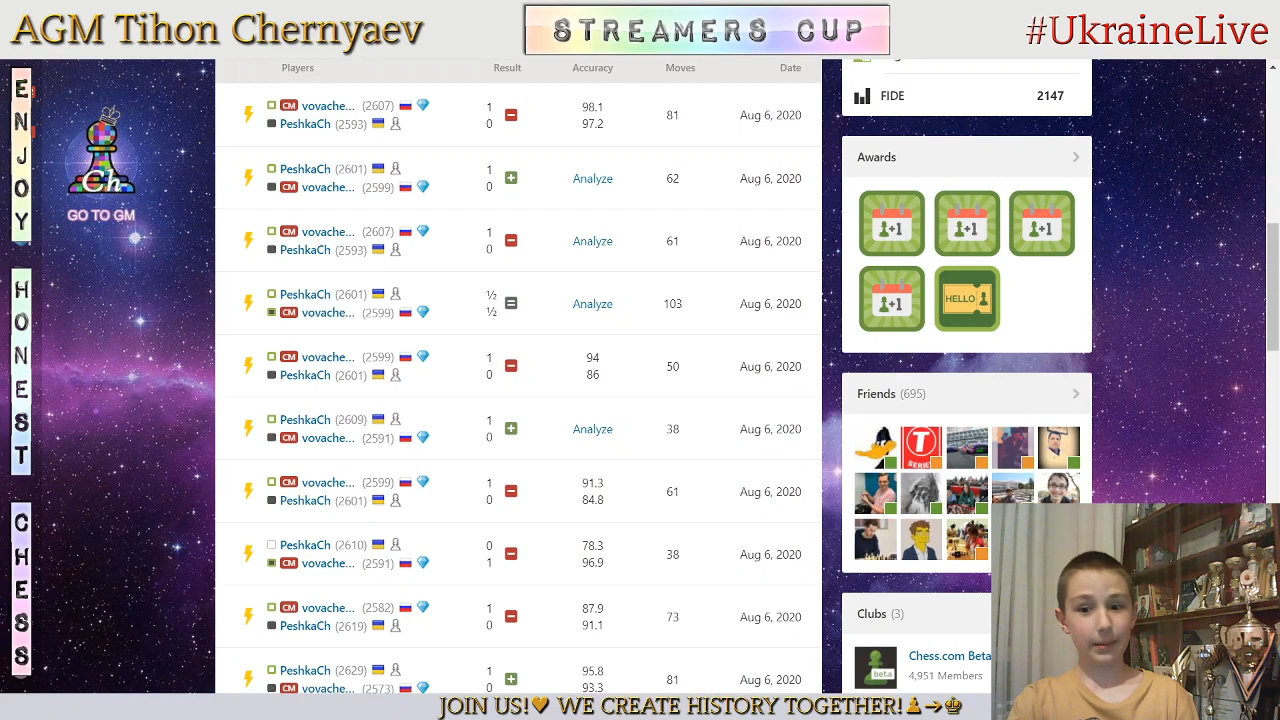 AGM Tihon Chernyaev
STREAMERS CUP
#UkraineLive
ENJOY
HONEST
CHESS
Ch
GO TO GM
Players Result Accuracy Moves Date
CM vovache... (2607) 1 98.1
PeshkaCh (2593) 0 97.2
81 Aug 6, 2020
PeshkaCh (2601) 1
CM vovache... (2599) 0
Analyze 62 Aug 6, 2020
CM vovache... (2607) 1
PeshkaCh (2593) 0
Analyze 61 Aug 6, 2020
PeshkaCh (2601) ½
CM vovache... (2599) ½
Analyze 103 Aug 6, 2020
CM vovache... (2599) 1 94
PeshkaCh (2601) 0 86
50 Aug 6, 2020
PeshkaCh (2609) 1
CM vovache... (2591) 0
Analyze 38 Aug 6, 2020
CM vovache... (2599) 1 91.3
PeshkaCh (2601) 0 84.8
61 Aug 6, 2020
PeshkaCh (2610) 0 78.3
CM vovache... (2591) 1 96.9
38 Aug 6, 2020
CM vovache... (2582) 1 87.9
PeshkaCh (2619) 0 91.1
73 Aug 6, 2020
PeshkaCh (2629) 1 95.8
CM vovache... (2573) 0 93.3
81 Aug 6, 2020
FIDE 2147
Awards
+1 +1 +1
+1 HELLO
Friends (695)
T
SERIES
Clubs (3)
beta
Chess.com Beta
4,951 Members
JOIN US!♥ WE CREATE HISTORY TOGETHER!♟→♚